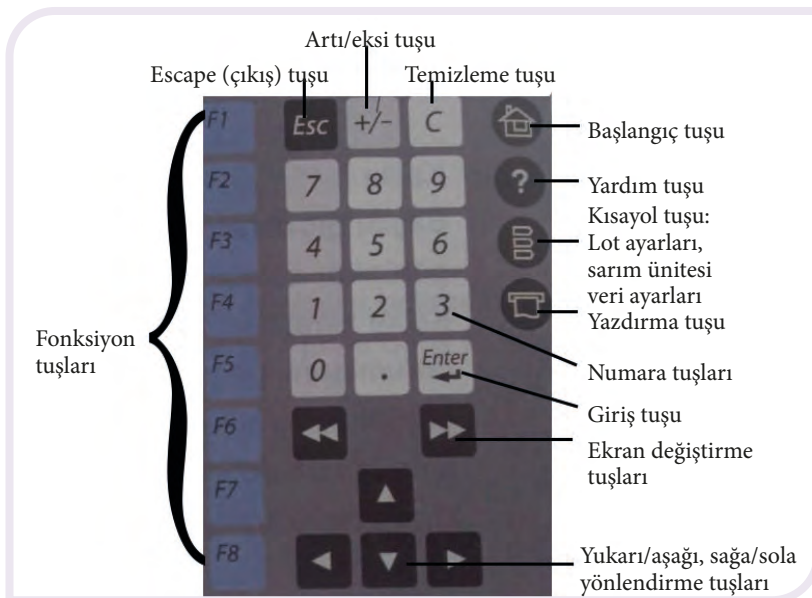 Artı/eksi tuşu
Escape (çıkış) tuşu
Temizleme tuşu
F1
Esc
+/-
C
Başlangıç tuşu
F2
7
8
9
?
Yardım tuşu
F3
4
5
6
Kısayol tuşu:
Lot ayarları,
sarım ünitesi
veri ayarları
F4
1
2
3
Yazdırma tuşu
Fonksiyon
tuşları
F5
0
.
Enter
Numara tuşları
Giriş tuşu
F6
Ekran değiştirme
tuşları
F7
F8
Yukarı/aşağı, sağa/sola
yönlendirme tuşları